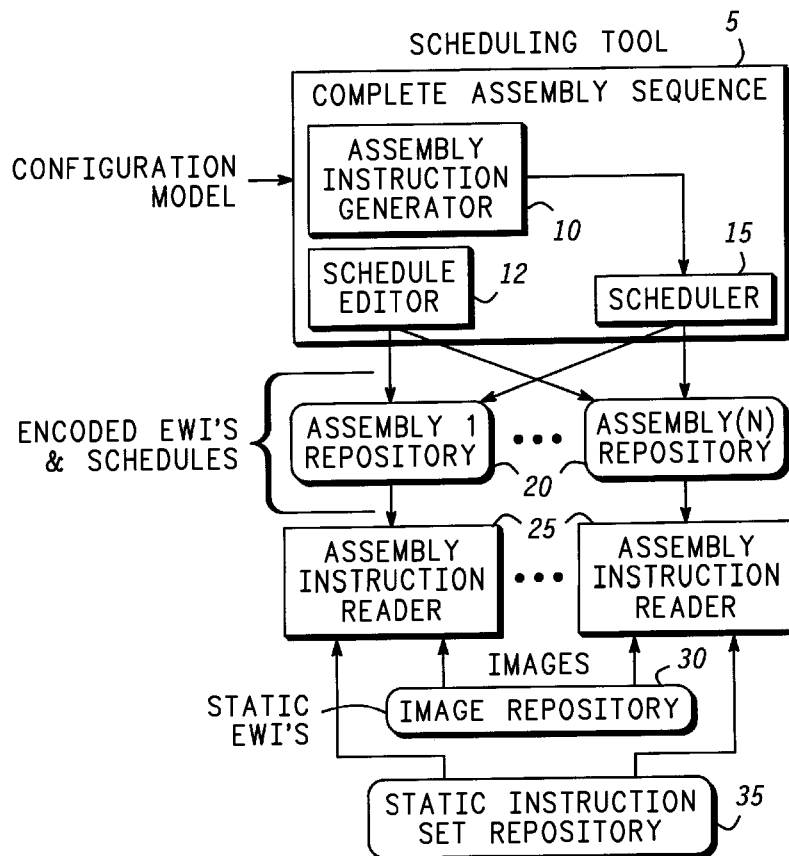 SCHEDULING TOOL
5
COMPLETE ASSEMBLY SEQUENCE
CONFIGURATION
MODEL
ASSEMBLY
INSTRUCTION
GENERATOR
10
SCHEDULE
EDITOR
12
15
SCHEDULER
ENCODED EWI'S
& SCHEDULES
ASSEMBLY 1
REPOSITORY
•••
ASSEMBLY(N)
REPOSITORY
20
25
ASSEMBLY
INSTRUCTION
READER
•••
ASSEMBLY
INSTRUCTION
READER
IMAGES
30
STATIC
EWI'S
IMAGE REPOSITORY
STATIC INSTRUCTION
SET REPOSITORY
35